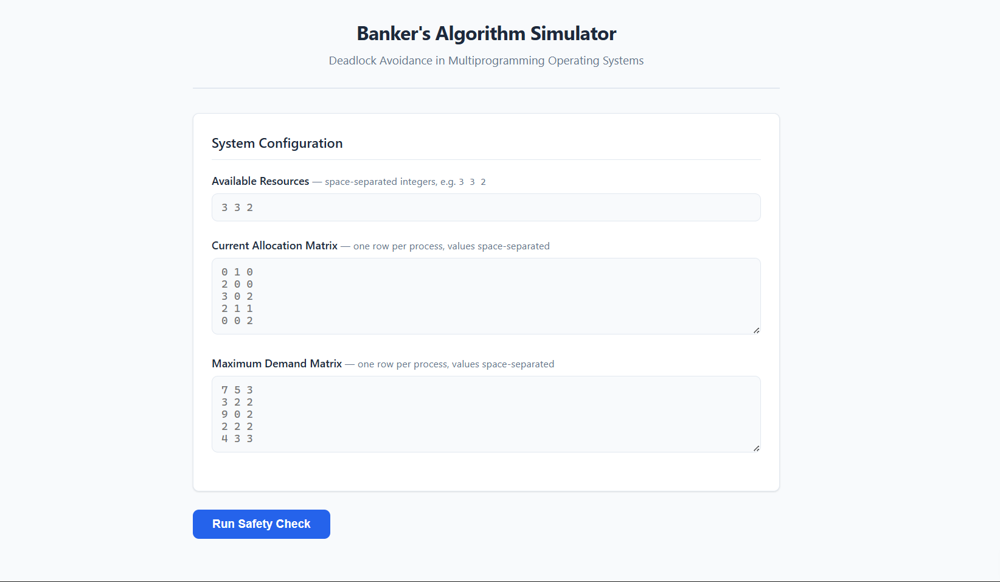 Banker's Algorithm Simulator
Deadlock Avoidance in Multiprogramming Operating Systems
System Configuration
Available Resources — space-separated integers, e.g. 3 3 2
3 3 2
Current Allocation Matrix — one row per process, values space-separated
0 1 0
2 0 0
3 0 2
2 1 1
0 0 2
Maximum Demand Matrix — one row per process, values space-separated
7 5 3
3 2 2
9 0 2
2 2 2
4 3 3
Run Safety Check